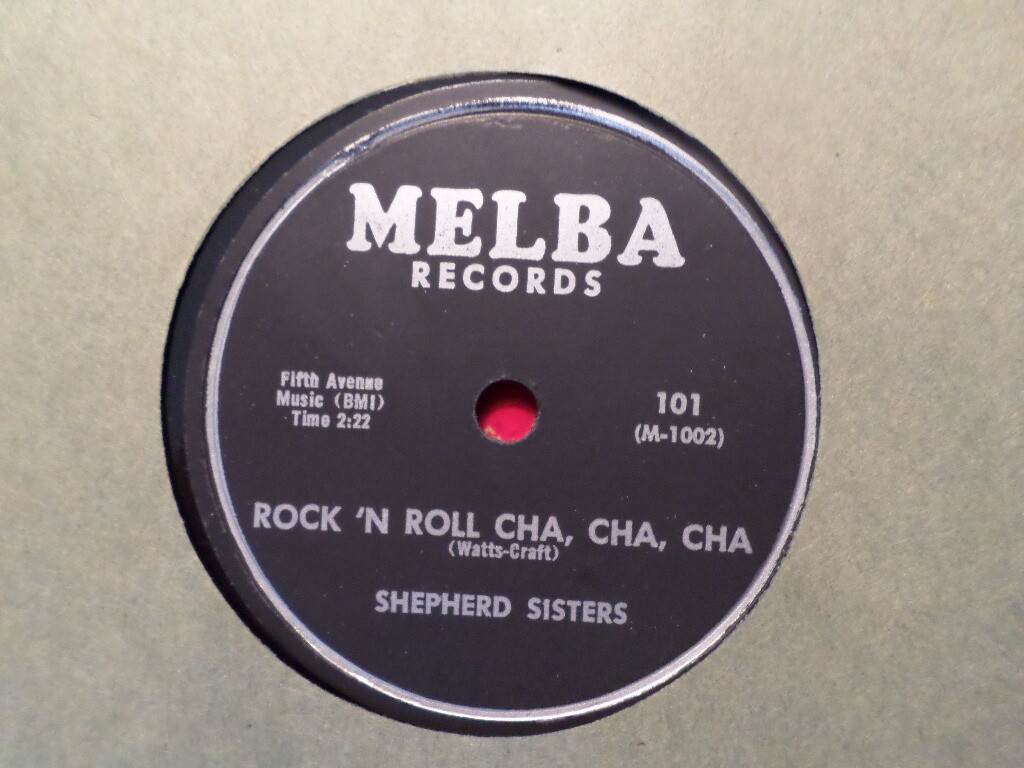 MELBA
RECORDS
Fifth Avenue
Music (BMI)
Time 2:22
101
(M-1002)
ROCK 'N ROLL CHA, CHA, CHA
(Watts-Craft)
SHEPHERD SISTERS